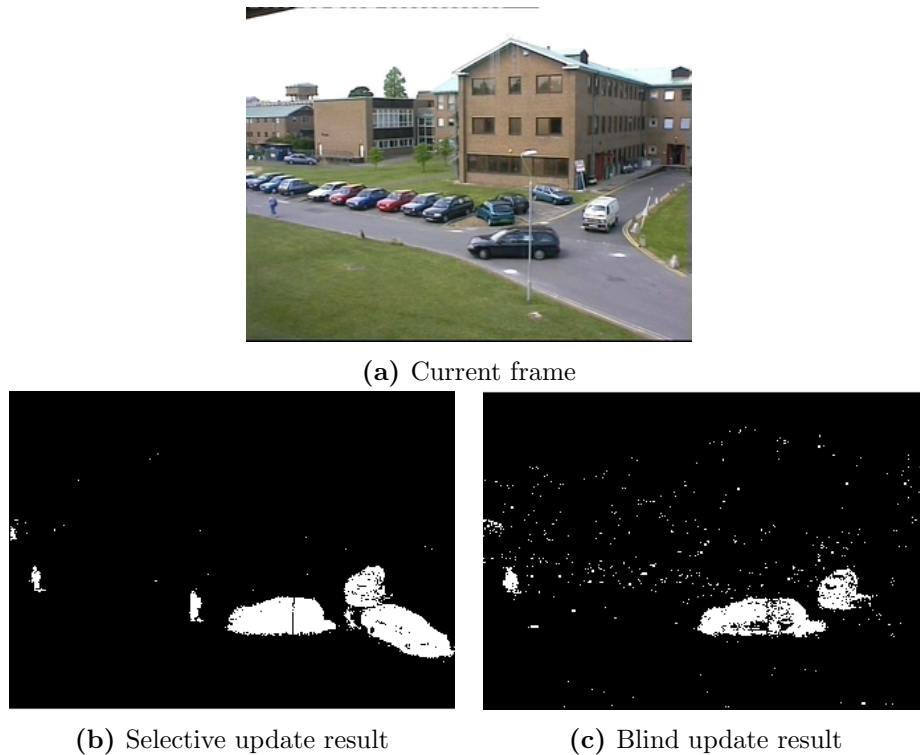 (a) Current frame
(b) Selective update result
(c) Blind update result